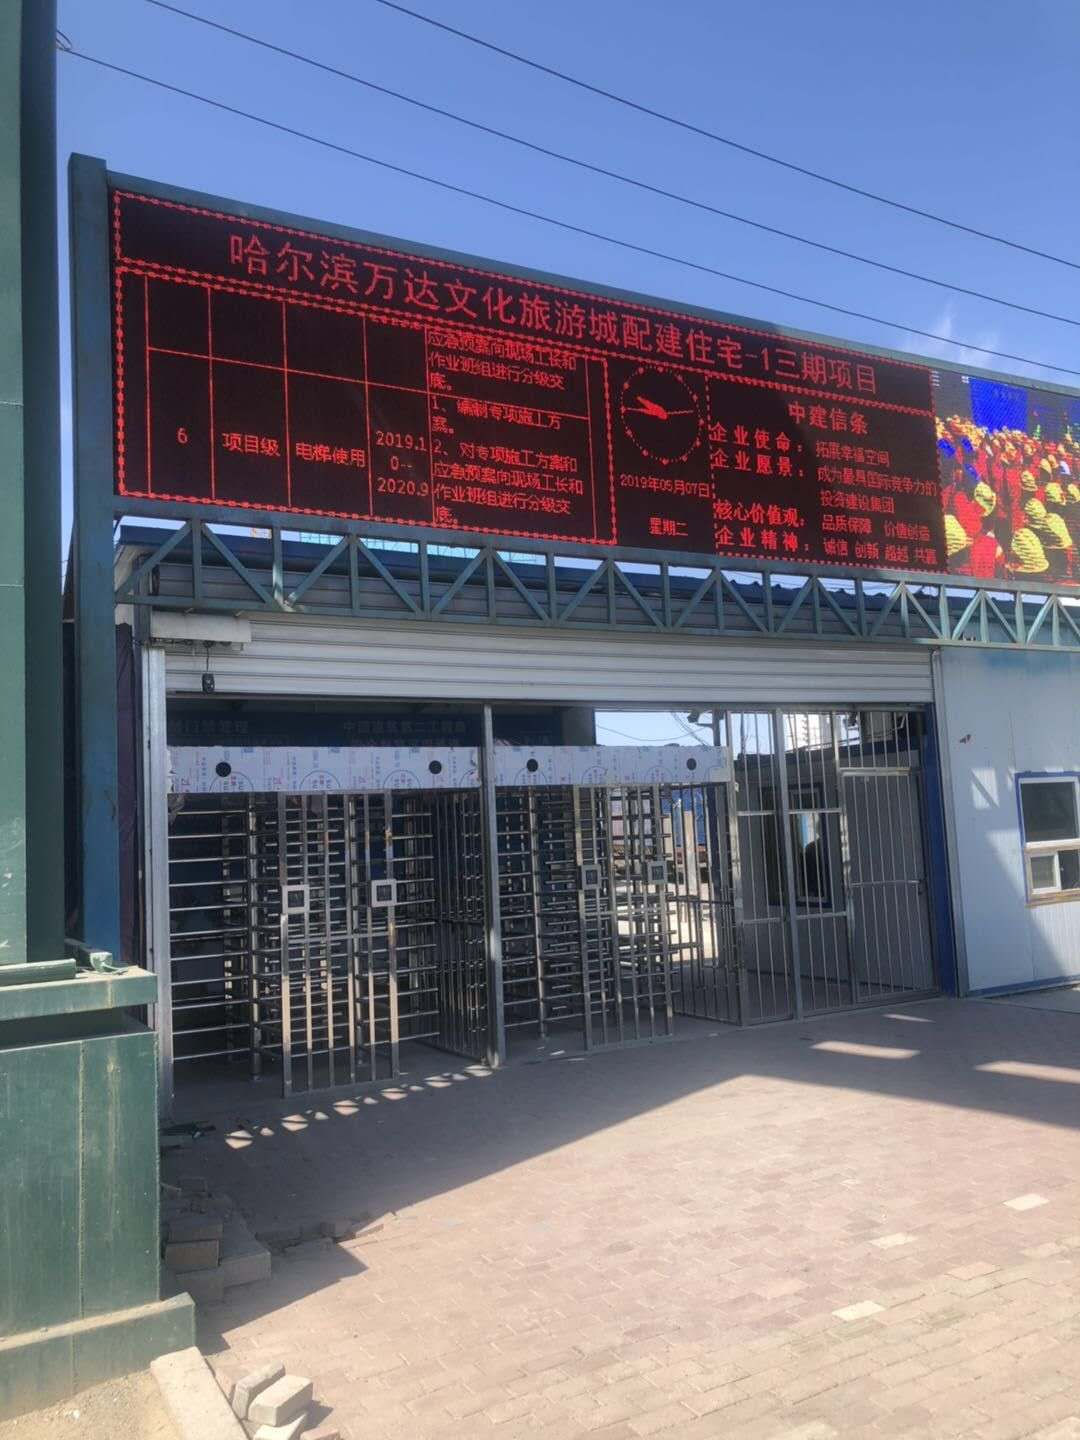 哈尔滨万达文化旅游城配建住宅-1三期项目
应急预案向现场工长和
作业班组进行分级交
底。
6
项目级
电梯使用
2019.1
0--
2020.9
1、编制专项施工方
案。
2、对专项施工方案和
应急预案向现场工长和
作业班组进行分级交
底。
2019年05月07日
星期二
中建信条
企业使命：拓展幸福空间
企业愿景：成为最具国际竞争力的
投资建设集团
核心价值观：品质保障 价值创造
企业精神：诚信 创新 超越 共赢